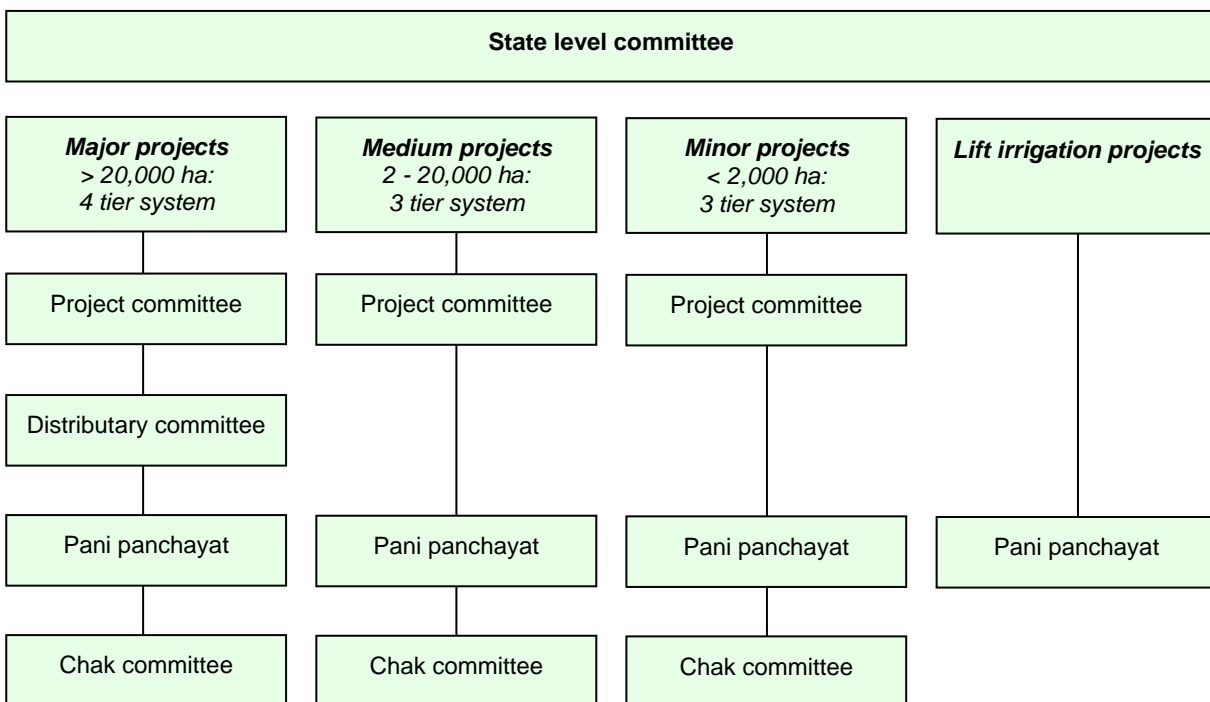 State level committee
Major projects
> 20,000 ha:
4 tier system
Medium projects
2 - 20,000 ha:
3 tier system
Minor projects
< 2,000 ha:
3 tier system
Lift irrigation projects
Project committee
Project committee
Project committee
Distributary committee
Pani panchayat
Pani panchayat
Pani panchayat
Pani panchayat
Chak committee
Chak committee
Chak committee